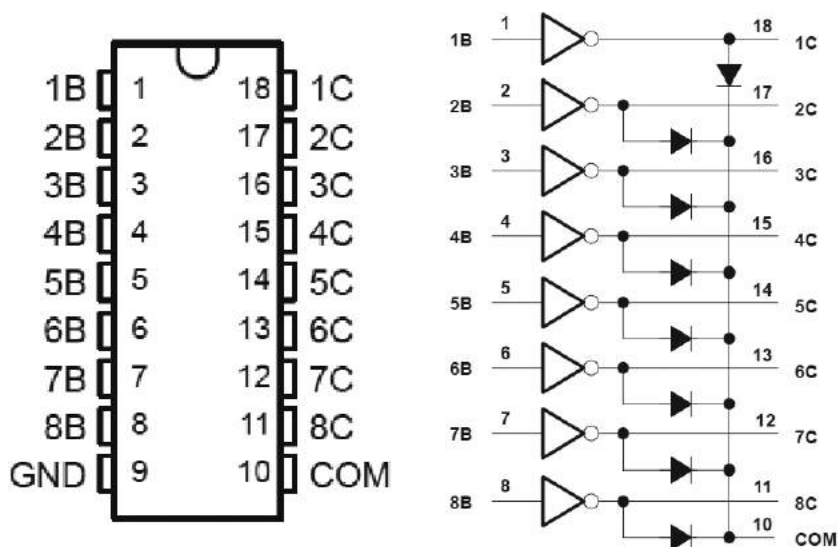 1B 1 18 1C
2B 2 17 2C
3B 3 16 3C
4B 4 15 4C
5B 5 14 5C
6B 6 13 6C
7B 7 12 7C
8B 8 11 8C
GND 9 10 COM
1B 1 18 1C
2B 2 17 2C
3B 3 16 3C
4B 4 15 4C
5B 5 14 5C
6B 6 13 6C
7B 7 12 7C
8B 8 11 8C
10 COM